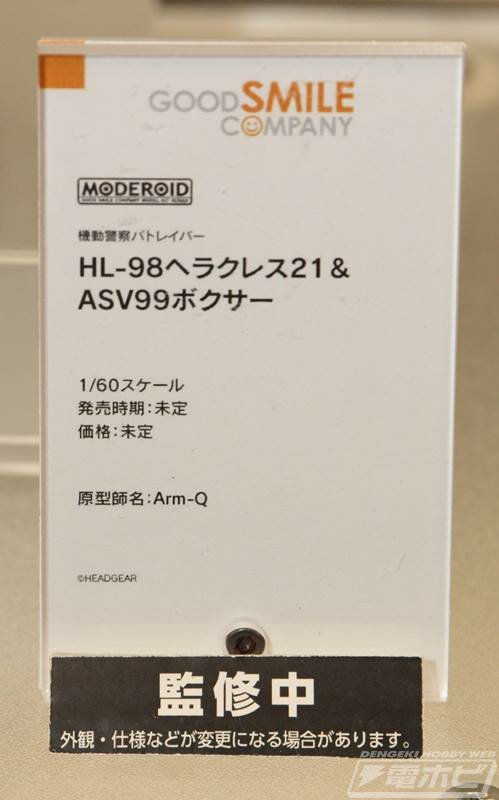 GOODSMILE
COMPANY
MODEROID
機動警察パトレイバー
HL-98ヘラクレス21&
ASV99ボクサー
1/60スケール
発売時期:未定
価格:未定
原型師名:Arm-Q
©HEADGEAR
監修中
外観・仕様などが変更になる場合があります。
DENGEKI HOBBY WEB
電ホビ